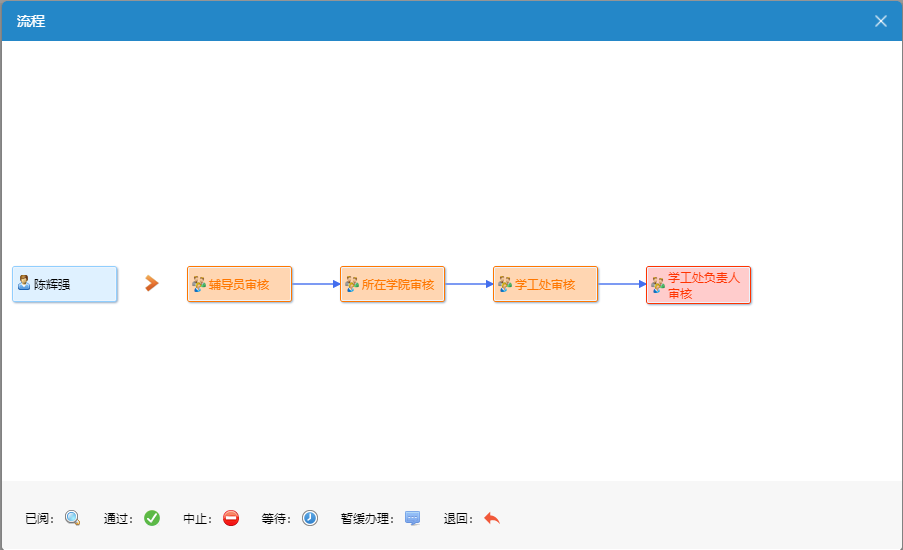 流程
陈辉强
辅导员审核
所在学院审核
学工处审核
学工处负责人
审核
已阅：
通过：
中止：
等待：
暂缓办理：
退回：